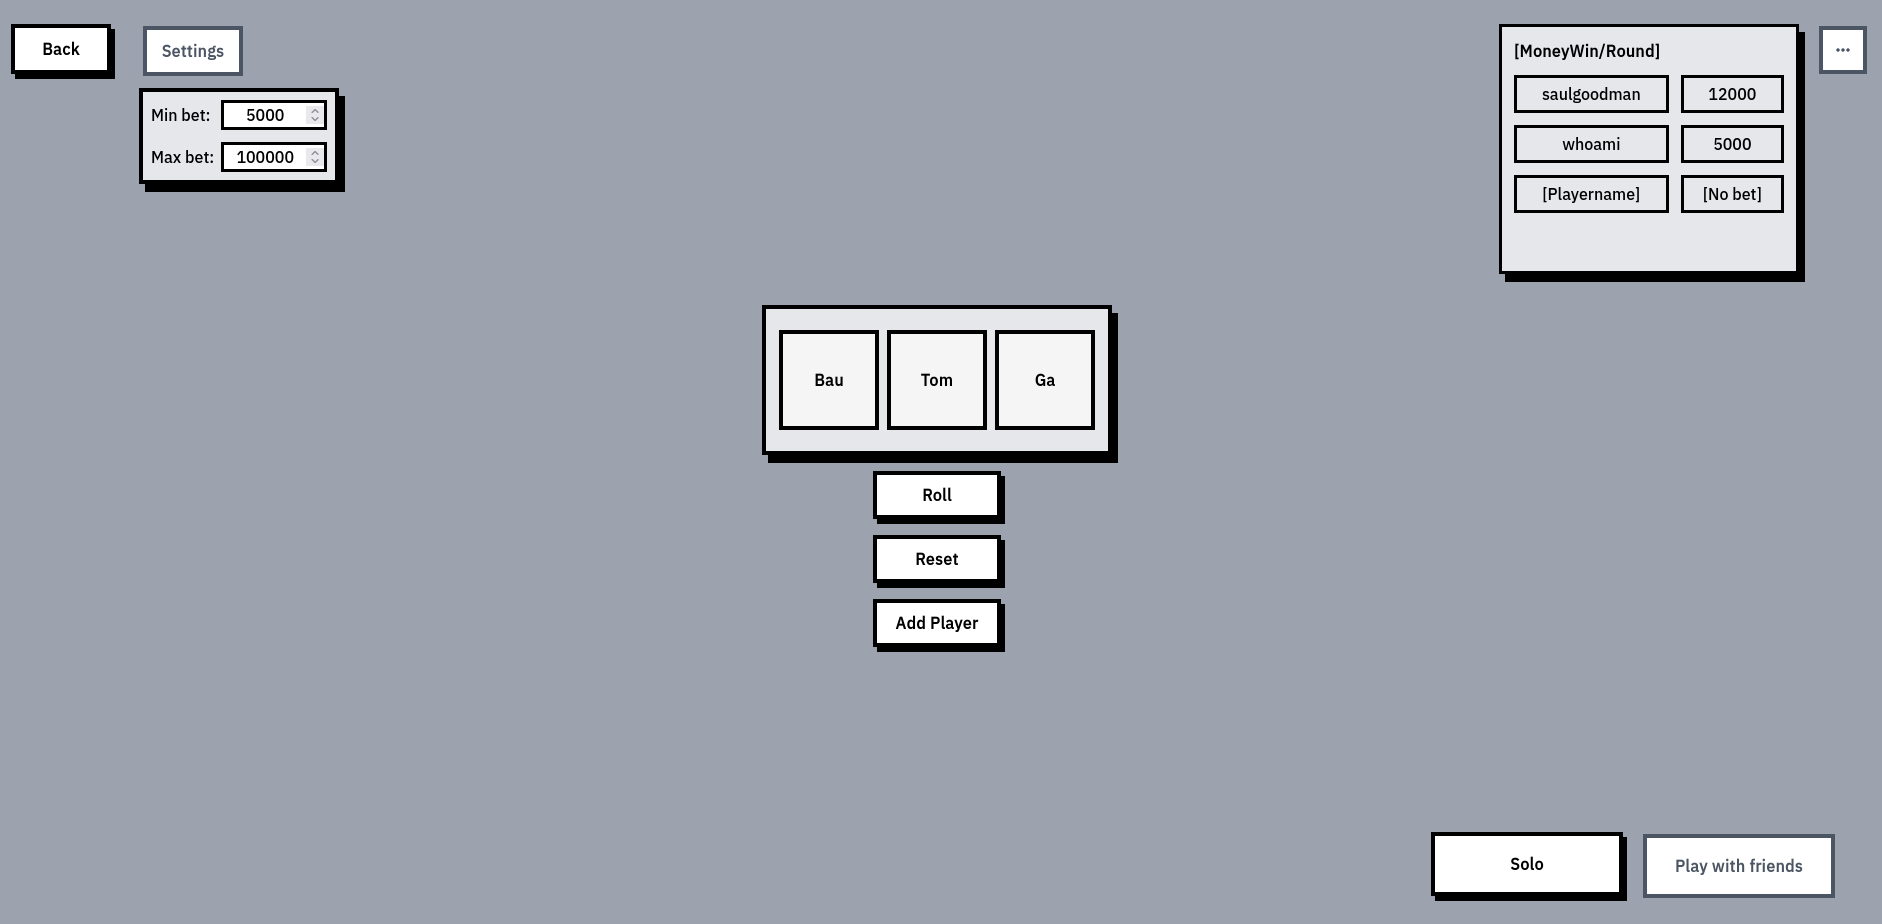 Back
Settings
Min bet: 5000
Max bet: 100000
[MoneyWin/Round]
...
saulgoodman 12000
whoami 5000
[Playername] [No bet]
Bau Tom Ga
Roll
Reset
Add Player
Solo
Play with friends